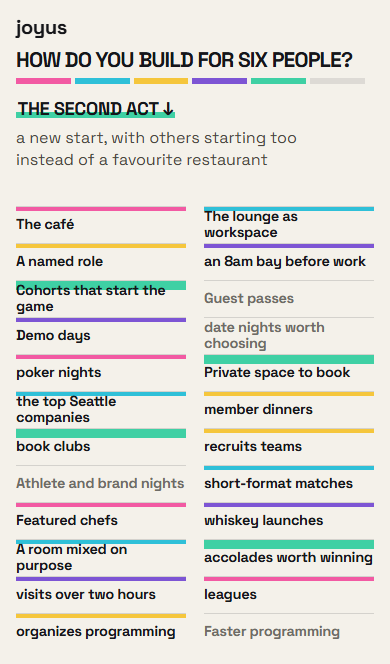 joyus
HOW DO YOU BUILD FOR SIX PEOPLE?
THE SECOND ACT ↓
a new start, with others starting too
instead of a favourite restaurant
The café
The lounge as
workspace
A named role
an 8am bay before work
Cohorts that start the
game
Guest passes
Demo days
date nights worth
choosing
poker nights
Private space to book
the top Seattle
companies
member dinners
book clubs
recruits teams
Athlete and brand nights
short-format matches
Featured chefs
whiskey launches
A room mixed on
purpose
accolades worth winning
visits over two hours
leagues
organizes programming
Faster programming